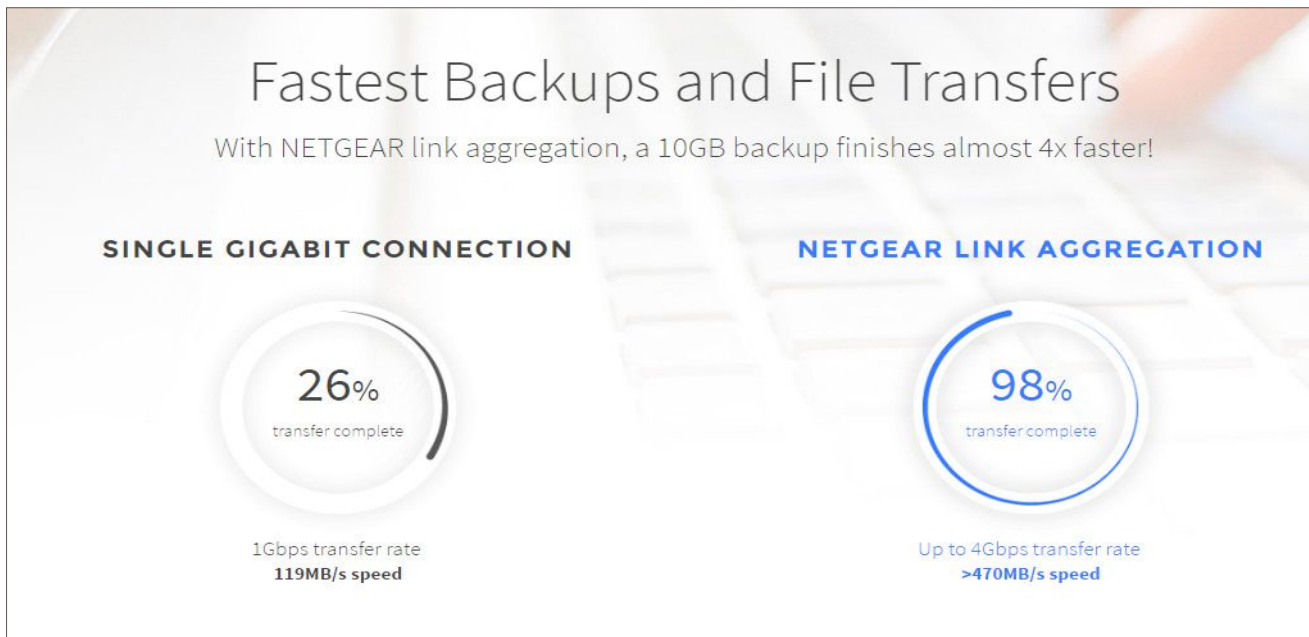 Fastest Backups and File Transfers
With NETGEAR link aggregation, a 10GB backup finishes almost 4x faster!
SINGLE GIGABIT CONNECTION
26%
transfer complete
1Gbps transfer rate
119MB/s speed
NETGEAR LINK AGGREGATION
98%
transfer complete
Up to 4Gbps transfer rate
>470MB/s speed